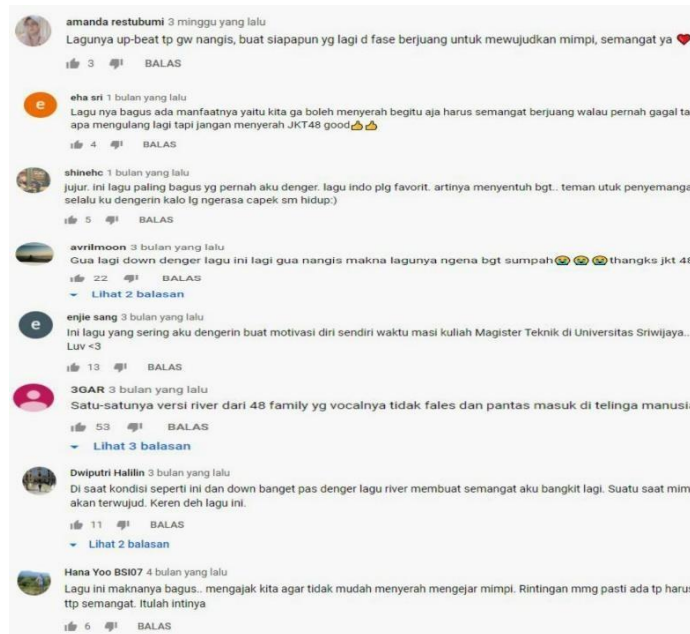 amanda restubumi 3 minggu yang lalu
Lagunya up-beat tp gw nangis, buat siapapun yg lagi d fase berjuang untuk mewujudkan mimpi, semangat ya ❤
3 BALAS
e
eha sri 1 bulan yang lalu
Lagu nya bagus ada manfaatnya yaitu kita ga boleh menyerah begitu aja harus semangat berjuang walau pernah gagal ta
apa mengulang lagi tapi jangan menyerah JKT48 good👍👍
4 BALAS
shinehc 1 bulan yang lalu
jujur. ini lagu paling bagus yg pernah aku denger. lagu indo plg favorit. artinya menyentuh bgt.. teman utuk penyemanga
selalu ku dengerin kalo lg ngerasa capek sm hidup:)
5 BALAS
avrilmoon 3 bulan yang lalu
Gua lagi down denger lagu ini lagi gua nangis makna lagunya ngena bgt sumpah😭😭😭thangks jkt 48
22 BALAS
Lihat 2 balasan
e
enjie sang 3 bulan yang lalu
Ini lagu yang sering aku dengerin buat motivasi diri sendiri waktu masi kuliah Magister Teknik di Universitas Sriwijaya..
Luv <3
13 BALAS
3GAR 3 bulan yang lalu
Satu-satunya versi river dari 48 family yg vocalnya tidak fales dan pantas masuk di telinga manusia
53 BALAS
Lihat 3 balasan
Dwiputri Halilin 3 bulan yang lalu
Di saat kondisi seperti ini dan down banget pas denger lagu river membuat semangat aku bangkit lagi. Suatu saat mim
akan terwujud. Keren deh lagu ini.
11 BALAS
Lihat 2 balasan
Hana Yoo BSI07 4 bulan yang lalu
Lagu ini maknanya bagus.. mengajak kita agar tidak mudah menyerah mengejar mimpi. Rintingan mmg pasti ada tp harus
ttp semangat. Itulah intinya
6 BALAS